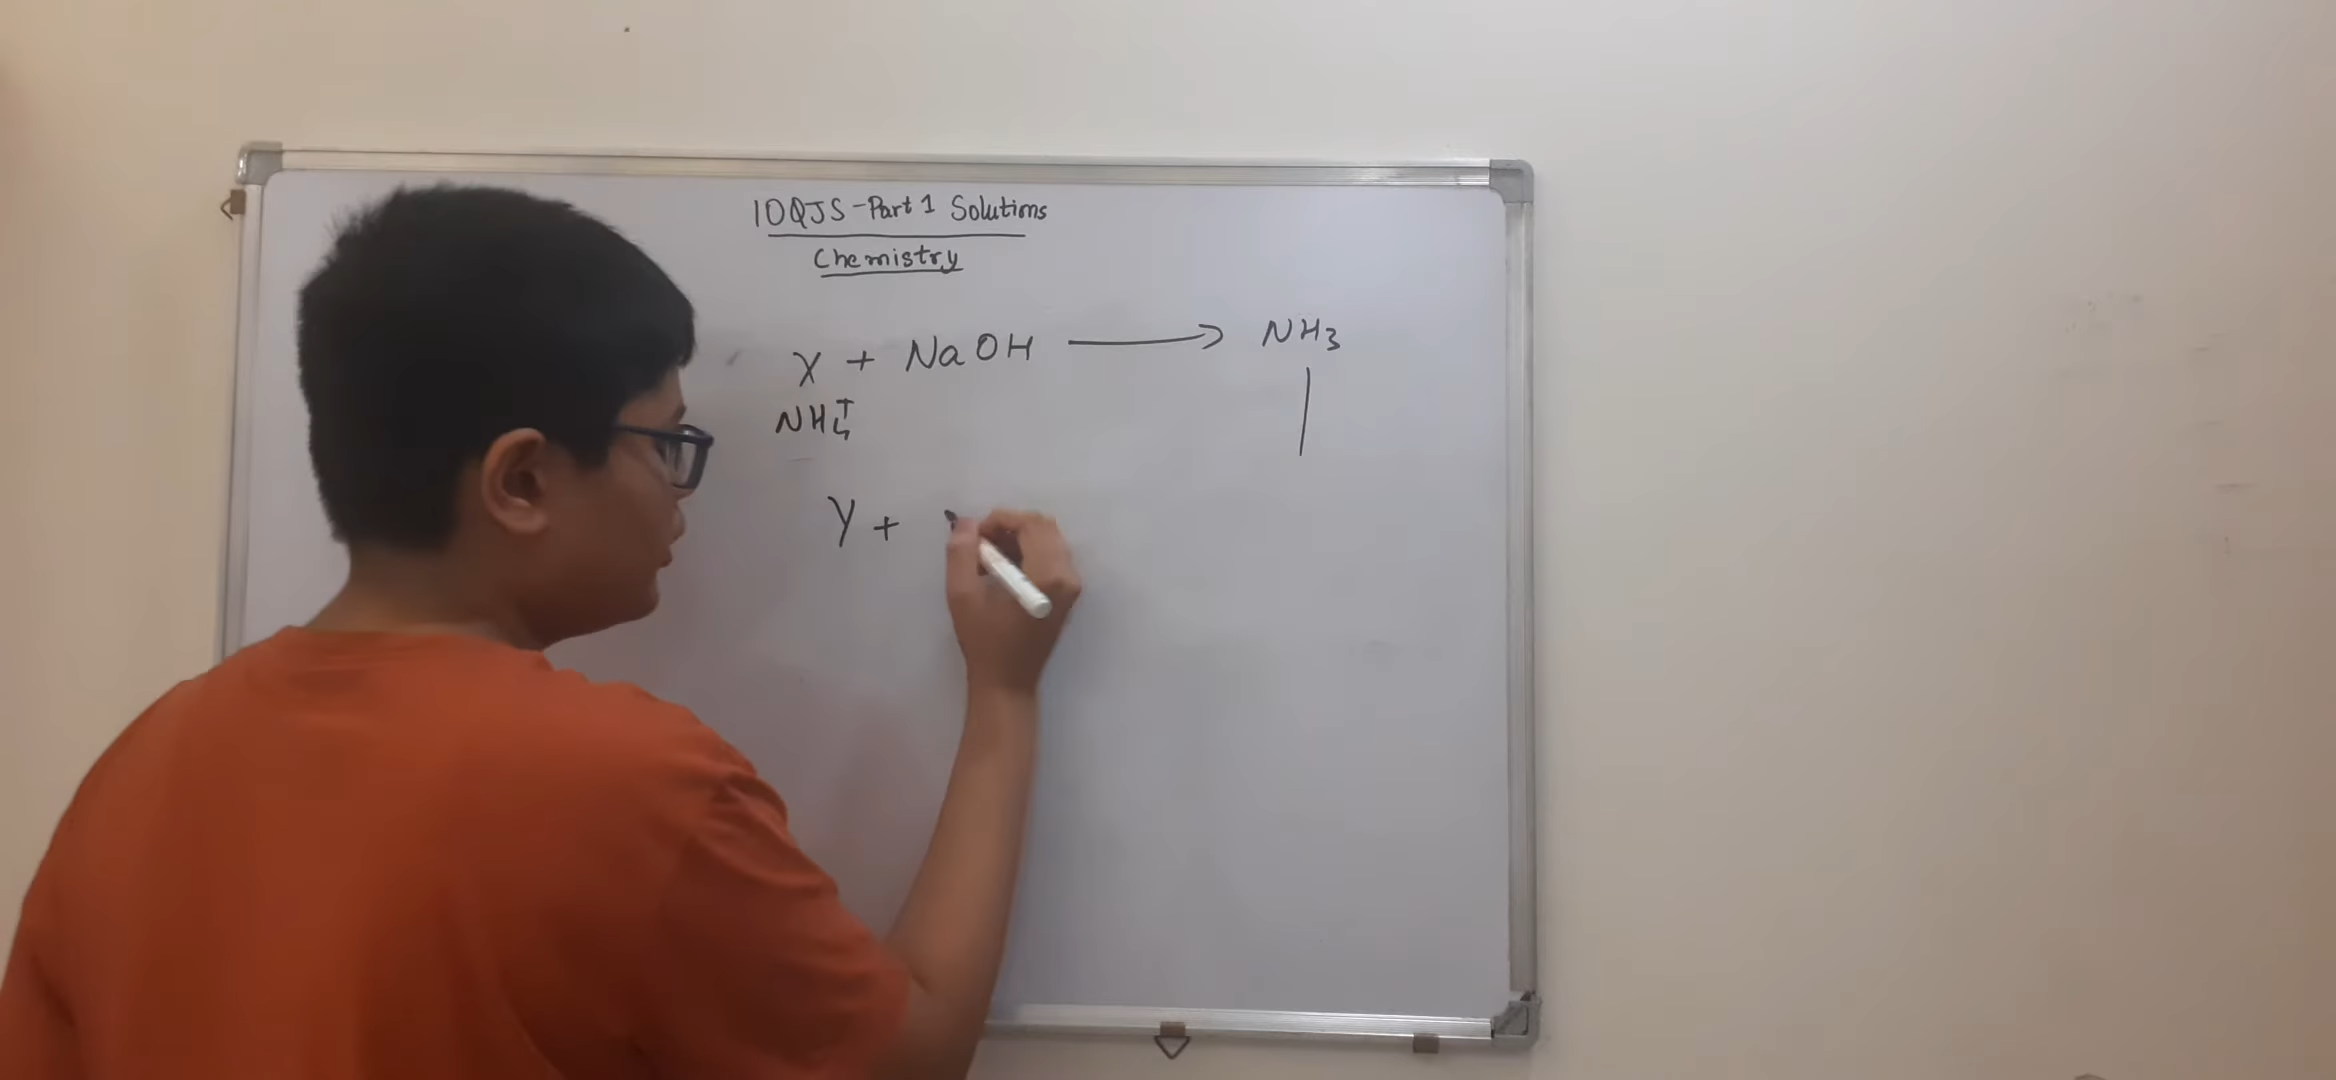 IOQJS-Part 1 Solutions
Chemistry
X + NaOH ⟶ NH₃
NH₄⁺
Y +